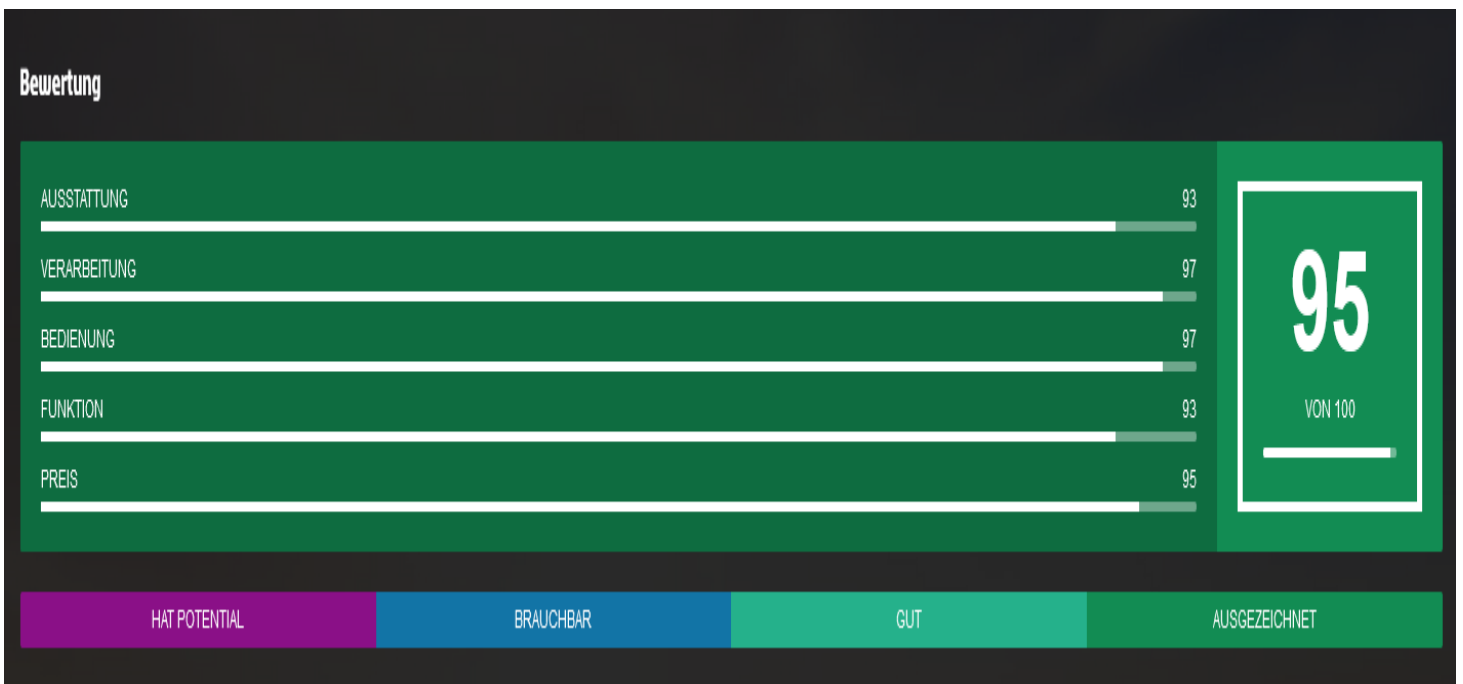 Bewertung
AUSSTATTUNG 93
VERARBEITUNG 97
BEDIENUNG 97
FUNKTION 93
PREIS 95
95
VON 100
HAT POTENTIAL BRAUCHBAR GUT AUSGEZEICHNET